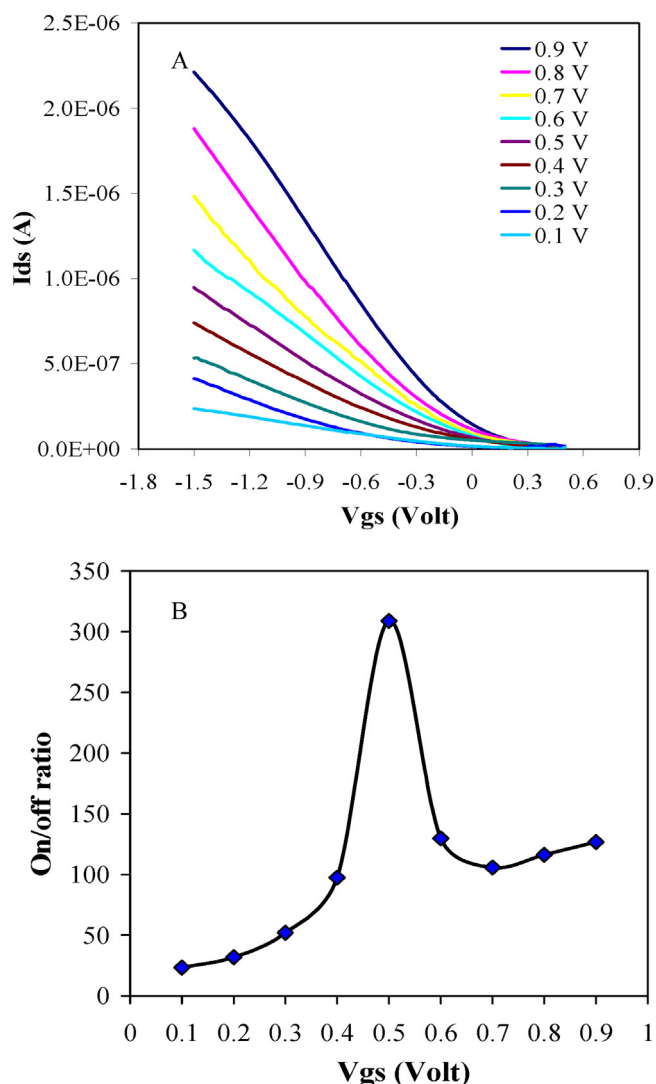 A
2.5E-06
2.0E-06
1.5E-06
1.0E-06
5.0E-07
0.0E+00
Ids (A)
0.9 V
0.8 V
0.7 V
0.6 V
0.5 V
0.4 V
0.3 V
0.2 V
0.1 V
-1.8 -1.5 -1.2 -0.9 -0.6 -0.3 0 0.3 0.6 0.9
Vgs (Volt)
B
350
300
250
200
150
100
50
0
On/off ratio
0 0.1 0.2 0.3 0.4 0.5 0.6 0.7 0.8 0.9 1
Vgs (Volt)